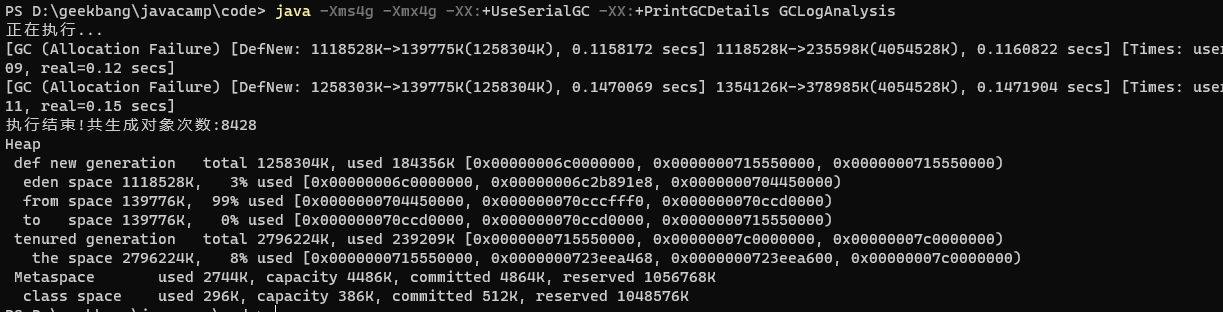 PS D:\geekbang\javacamp\code> java -Xms4g -Xmx4g -XX:+UseSerialGC -XX:+PrintGCDetails GCLogAnalysis
正在执行...
[GC (Allocation Failure) [DefNew: 1118528K->139775K(1258304K), 0.1158172 secs] 1118528K->235598K(4054528K), 0.1160822 secs] [Times: use
09, real=0.12 secs]
[GC (Allocation Failure) [DefNew: 1258303K->139775K(1258304K), 0.1470069 secs] 1354126K->378985K(4054528K), 0.1471904 secs] [Times: use
11, real=0.15 secs]
执行结束!共生成对象次数:8428
Heap
 def new generation   total 1258304K, used 184356K [0x00000006c0000000, 0x0000000715550000, 0x0000000715550000)
  eden space 1118528K,   3% used [0x00000006c0000000, 0x00000006c2b891e8, 0x0000000704450000)
  from space 139776K,  99% used [0x0000000704450000, 0x000000070cccfff0, 0x000000070ccd0000)
  to   space 139776K,   0% used [0x000000070ccd0000, 0x000000070ccd0000, 0x0000000715550000)
 tenured generation   total 2796224K, used 239209K [0x0000000715550000, 0x00000007c0000000, 0x00000007c0000000)
   the space 2796224K,   8% used [0x0000000715550000, 0x0000000723eea468, 0x0000000723eea600, 0x00000007c0000000)
 Metaspace       used 2744K, capacity 4486K, committed 4864K, reserved 1056768K
  class space    used 296K, capacity 386K, committed 512K, reserved 1048576K